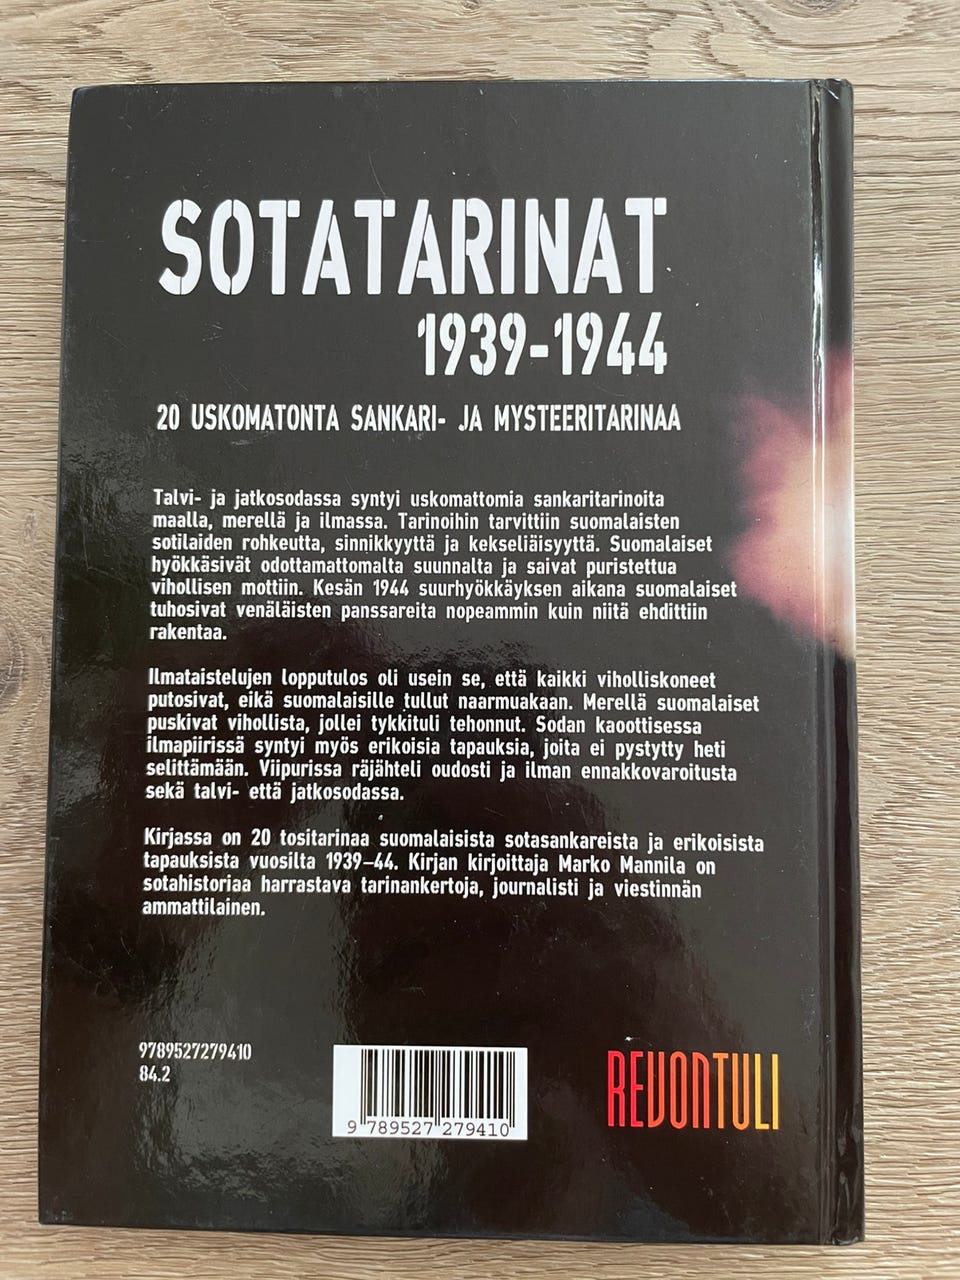 SOTATARINAT
1939-1944
20 USKOMATONTA SANKARI- JA MYSTEERITARINAA
Talvi- ja jatkosodassa syntyi uskomattomia sankaritarinoita
maalla, merellä ja ilmassa. Tarinoihin tarvittiin suomalaisten
sotilaiden rohkeutta, sinnikkyyttä ja kekseliäisyyttä. Suomalaiset
hyökkäsivät odottamattomalta suunnalta ja saivat puristettua
vihollisen mottiin. Kesän 1944 suurhyökkäyksen aikana suomalaiset
tuhosivat venäläisten panssareita nopeammin kuin niitä ehdittiin
rakentaa.
Ilmataistelujen lopputulos oli usein se, että kaikki viholliskoneet
putosivat, eikä suomalaisille tullut naarmuakaan. Merellä suomalaiset
puskivat vihollista, jollei tykkituli tehonnut. Sodan kaoottisessa
ilmapiirissä syntyi myös erikoisia tapauksia, joita ei pystytty heti
selittämään. Viipurissa räjähteli oudosti ja ilman ennakkovaroitusta
sekä talvi- että jatkosodassa.
Kirjassa on 20 tositarinaa suomalaisista sotasankareista ja erikoisista
tapauksista vuosilta 1939–44. Kirjan kirjoittaja Marko Mannila on
sotahistoriaa harrastava tarinankertoja, journalisti ja viestinnän
ammattilainen.
9789527279410
84.2
9 789527 279410
REVONTULI